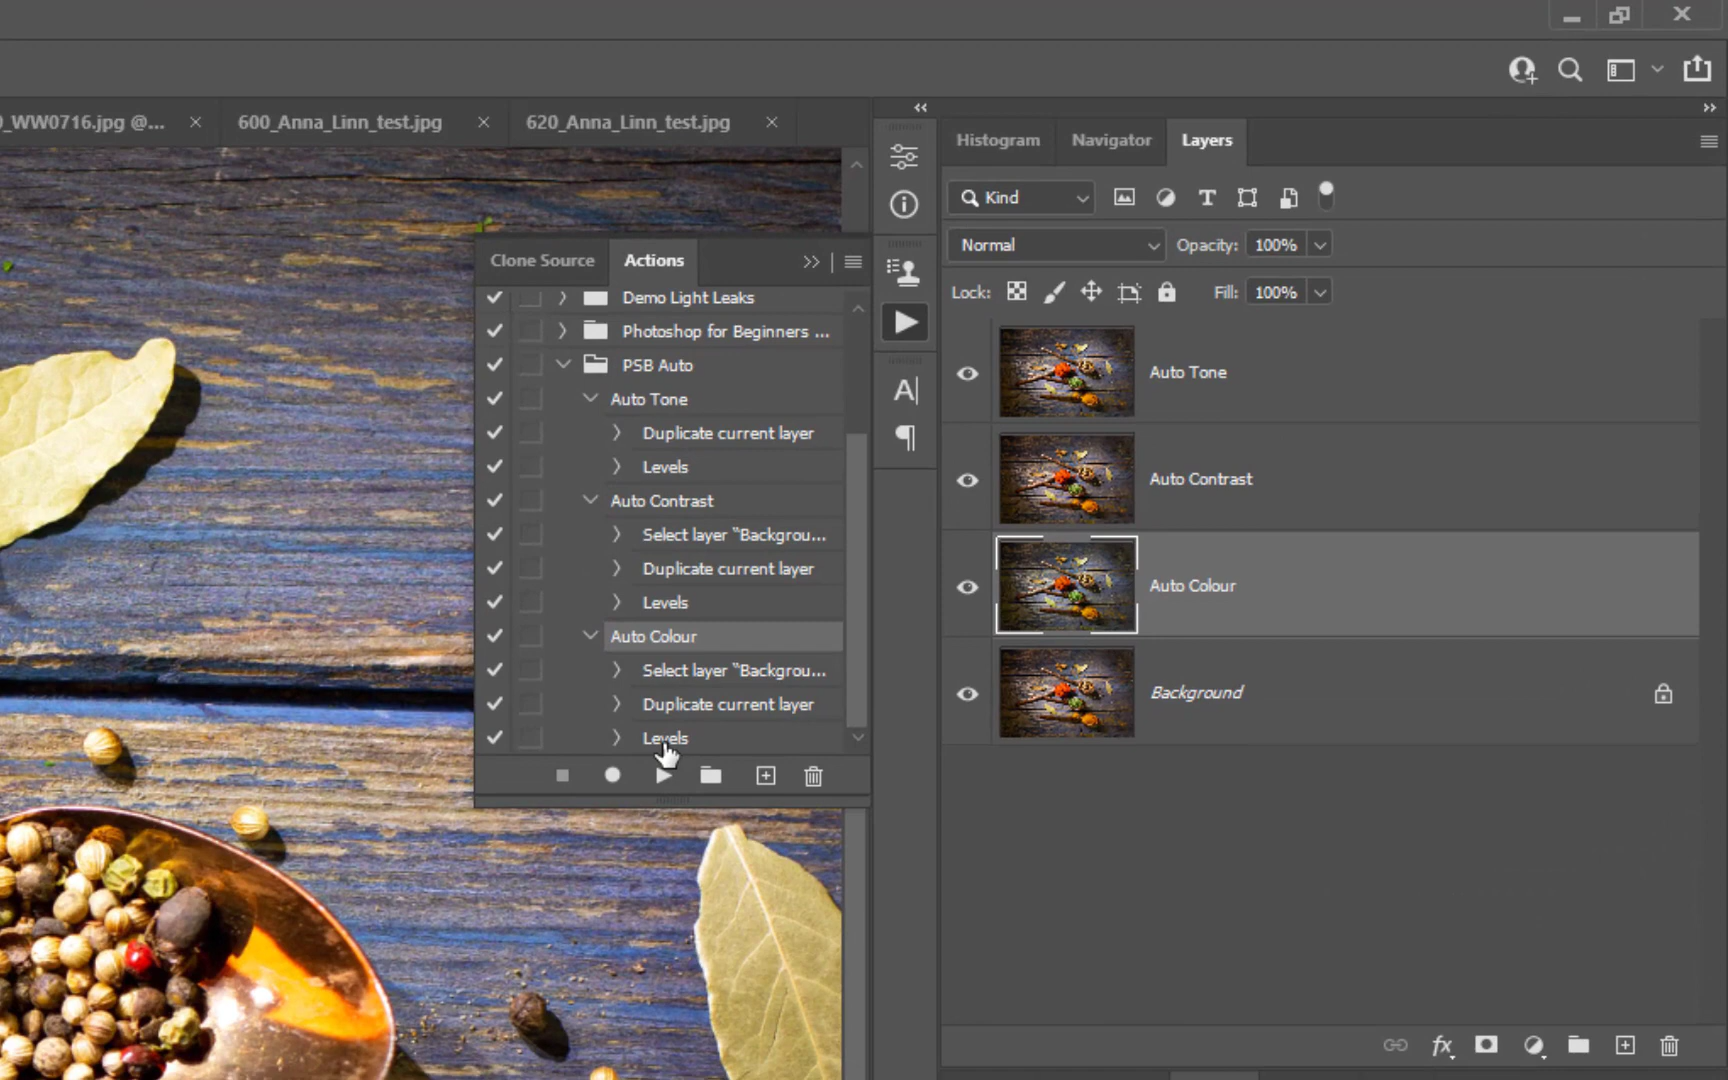 0_WW0716.jpg @... × 600_Anna_Linn_test.jpg × 620_Anna_Linn_test.jpg ×
Histogram Navigator Layers
Kind
Normal Opacity: 100%
Lock: Fill: 100%
Clone Source Actions
Demo Light Leaks
Photoshop for Beginners ...
PSB Auto
Auto Tone
Duplicate current layer
Levels
Auto Contrast
Select layer "Backgrou...
Duplicate current layer
Levels
Auto Colour
Select layer "Backgrou...
Duplicate current layer
Levels
Auto Tone
Auto Contrast
Auto Colour
Background